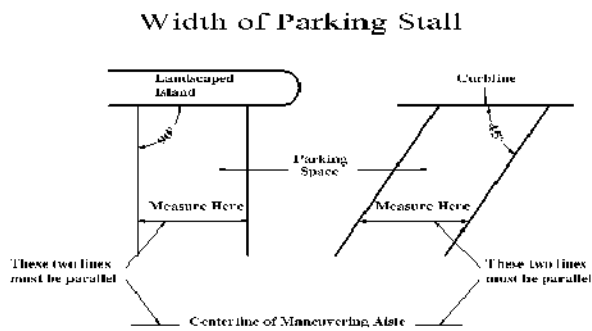 Width of Parking Stall
Landscaped
Island
Curbline
90°
45°
Parking
Space
Measure Here
Measure Here
These two lines
must be parallel
These two lines
must be parallel
Centerline of Maneuvering Aisle